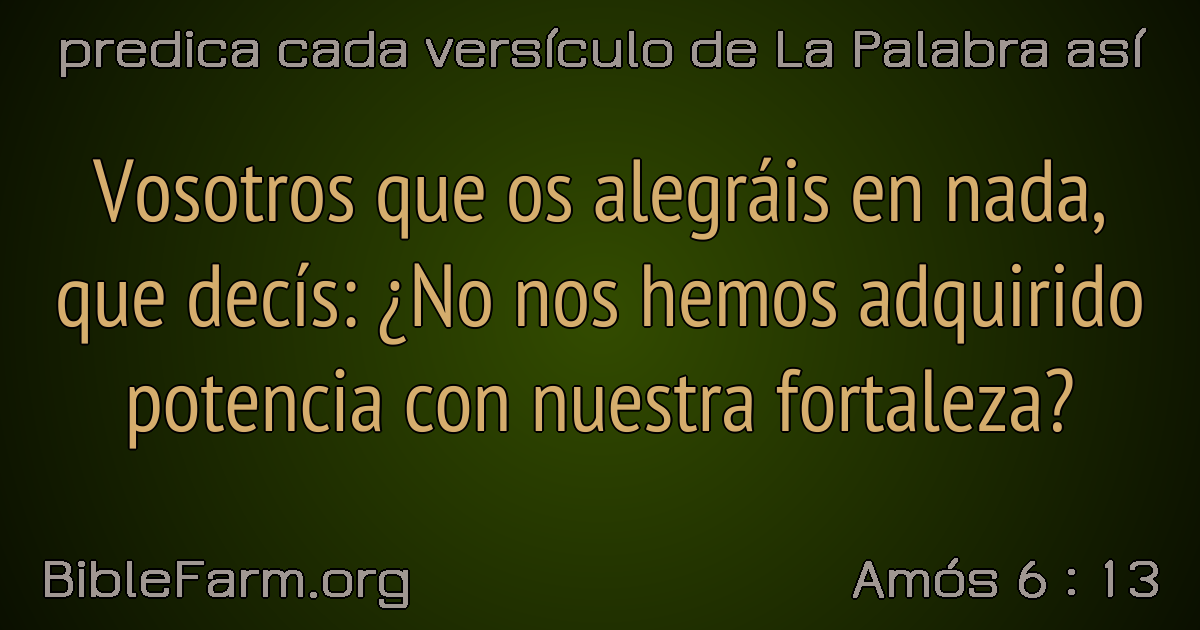 predica cada versículo de La Palabra así
Vosotros que os alegráis en nada,
que decís: ¿No nos hemos adquirido
potencia con nuestra fortaleza?
BibleFarm.org
Amós 6 : 13